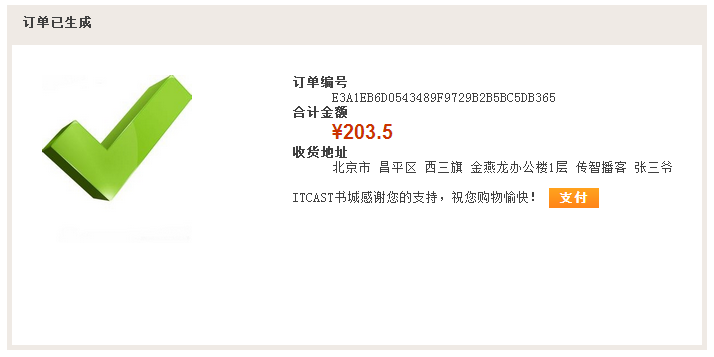 订单已生成
订单编号
E3A1EB6D0543489F9729B2B5BC5DB365
合计金额
¥203.5
收货地址
北京市 昌平区 西三旗 金燕龙办公楼1层 传智播客 张三爷
ITCAST书城感谢您的支持，祝您购物愉快！ 支付